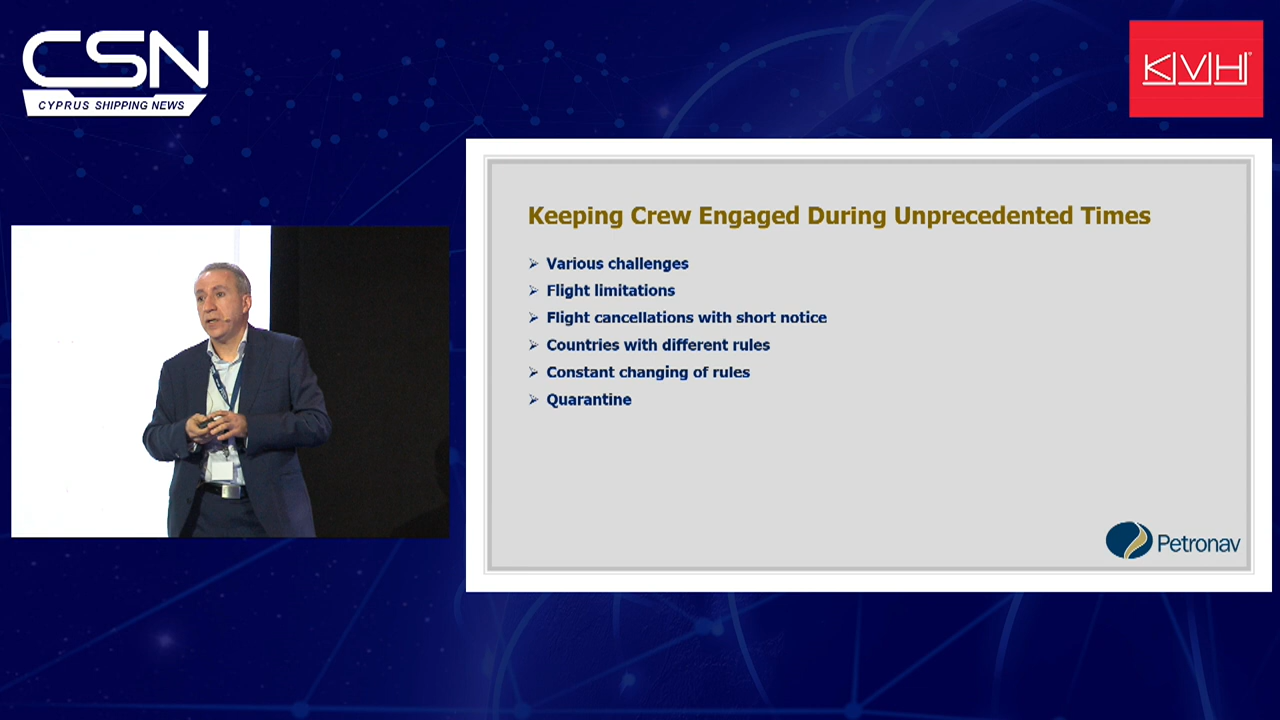 CSN
CYPRUS SHIPPING NEWS
KVH
Keeping Crew Engaged During Unprecedented Times
Various challenges
Flight limitations
Flight cancellations with short notice
Countries with different rules
Constant changing of rules
Quarantine
Petronav